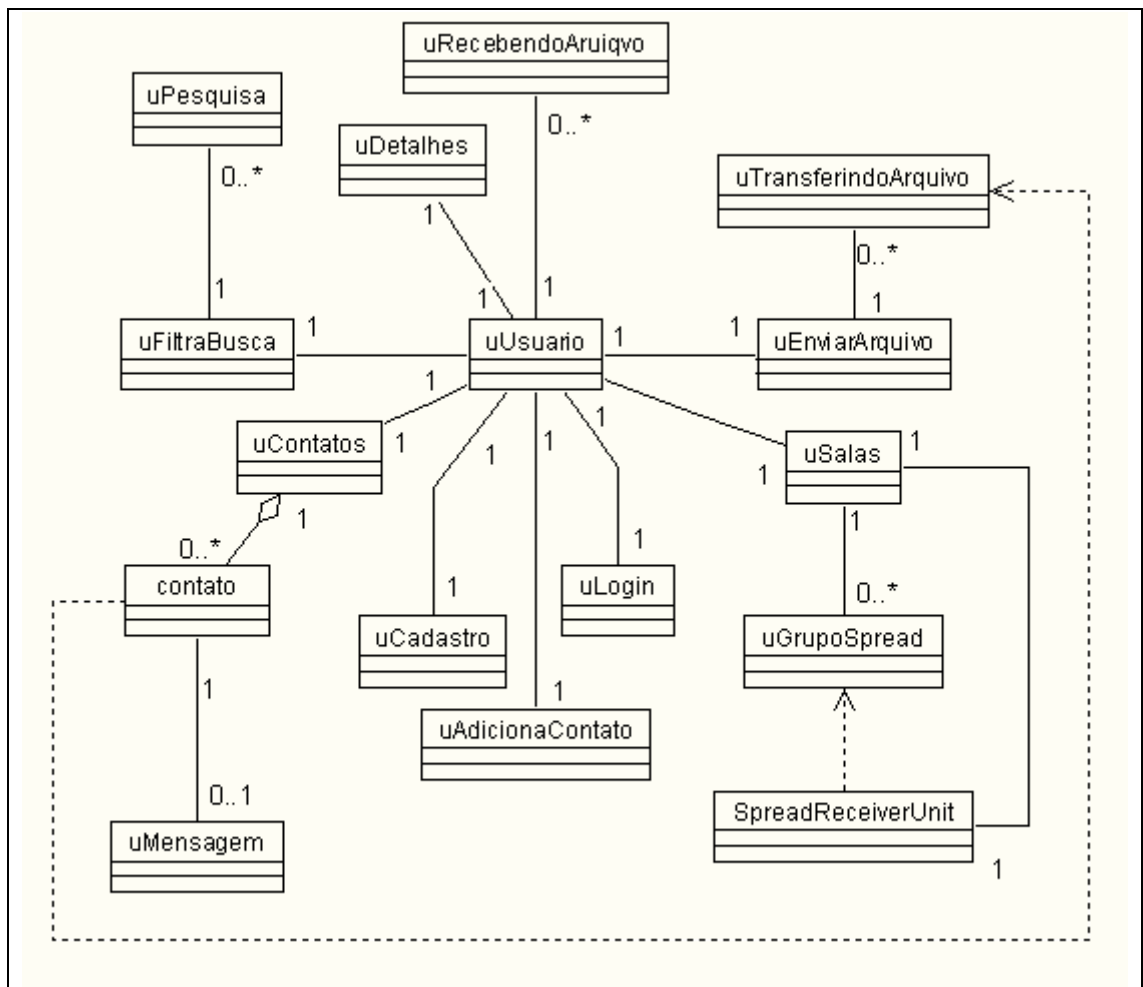 uRecebendoAruiqvo
uPesquisa
0..*
uDetalhes
0..*
uTransferindoArquivo
1
0..*
1
1
1
1
uFiltraBusca
1
uUsuario
1
1
uEnviarArquivo
1
uContatos
1
1
1
1
uSalas
1
1
1
1
0..*
1
contato
uLogin
0..*
1
uCadastro
uGrupoSpread
1
1
uAdicionaContato
0..1
SpreadReceiverUnit
uMensagem
1